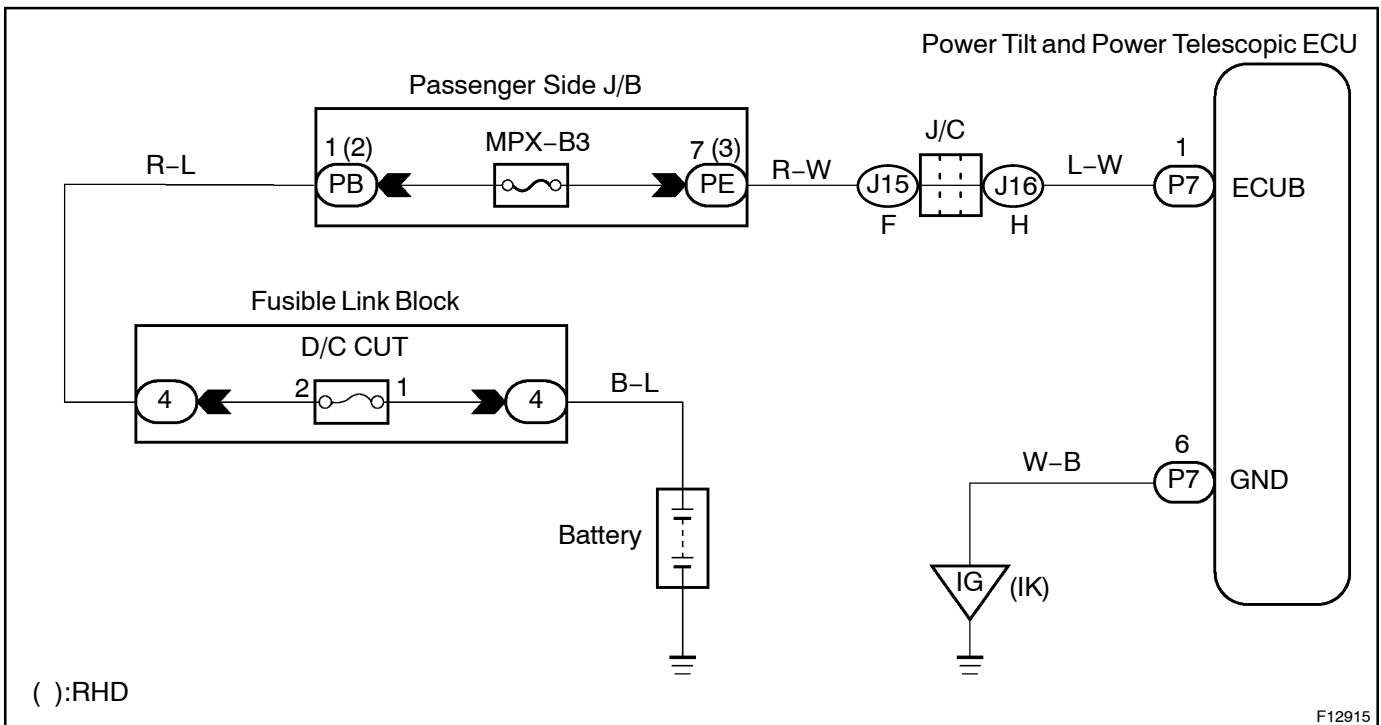 Power Tilt and Power Telescopic ECU
Passenger Side J/B
J/C
1 (2)
MPX−B3
7 (3)
R−L
PB
PE
R−W
J15
J16
L−W
1
P7
ECUB
F
H
Fusible Link Block
D/C CUT
4
2
1
4
B−L
6
W−B
P7
GND
Battery
IG
(IK)
( ):RHD
F12915